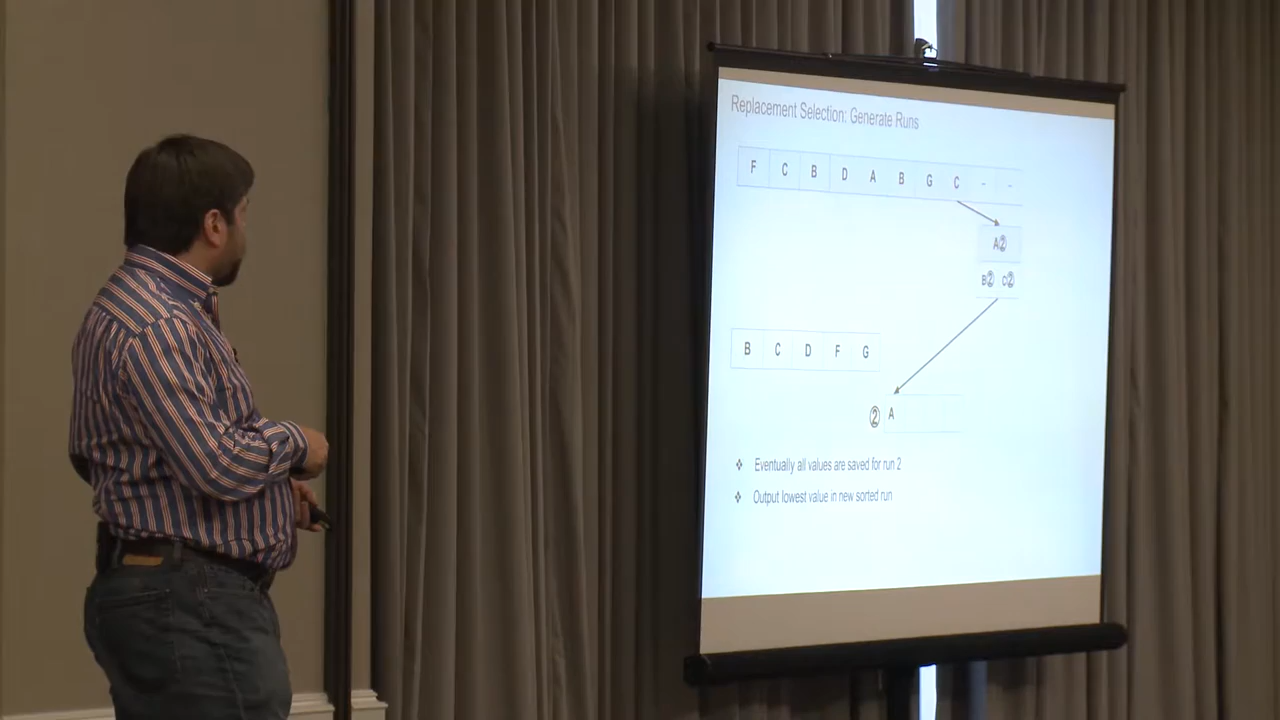 Replacement Selection: Generate Runs
F C B D A B G C - -
A②
B② C②
B C D F G
② A
❖ Eventually all values are saved for run 2
❖ Output lowest value in new sorted run